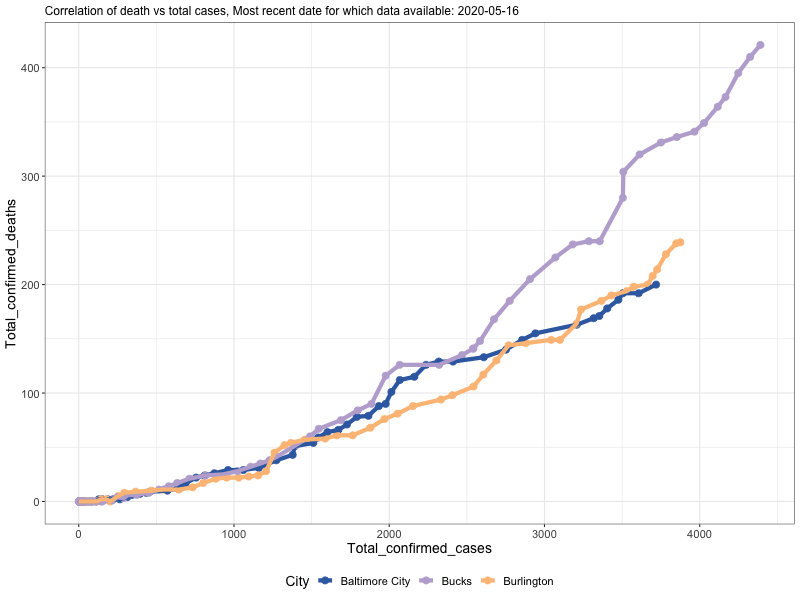 Correlation of death vs total cases, Most recent date for which data available: 2020-05-16
Total_confirmed_deaths
400
300
200
100
0
0 1000 2000 3000 4000
Total_confirmed_cases
City Baltimore City Bucks Burlington